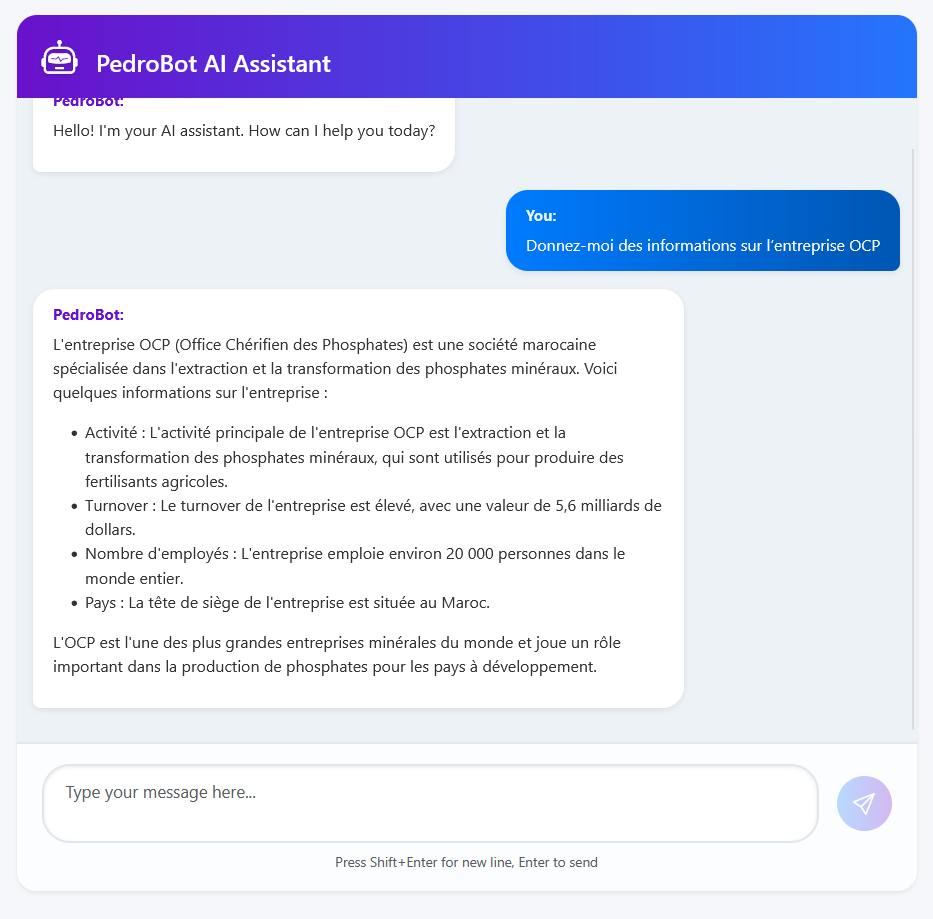 PedroBot AI Assistant
PedroBot:
Hello! I'm your AI assistant. How can I help you today?
You:
Donnez-moi des informations sur l’entreprise OCP
PedroBot:
L'entreprise OCP (Office Chérifien des Phosphates) est une société marocaine
spécialisée dans l'extraction et la transformation des phosphates minéraux. Voici
quelques informations sur l'entreprise :
• Activité : L'activité principale de l'entreprise OCP est l'extraction et la
transformation des phosphates minéraux, qui sont utilisés pour produire des
fertilisants agricoles.
• Turnover : Le turnover de l'entreprise est élevé, avec une valeur de 5,6 milliards de
dollars.
• Nombre d'employés : L'entreprise emploie environ 20 000 personnes dans le
monde entier.
• Pays : La tête de siège de l'entreprise est située au Maroc.
L'OCP est l'une des plus grandes entreprises minérales du monde et joue un rôle
important dans la production de phosphates pour les pays à développement.
Type your message here...
Press Shift+Enter for new line, Enter to send